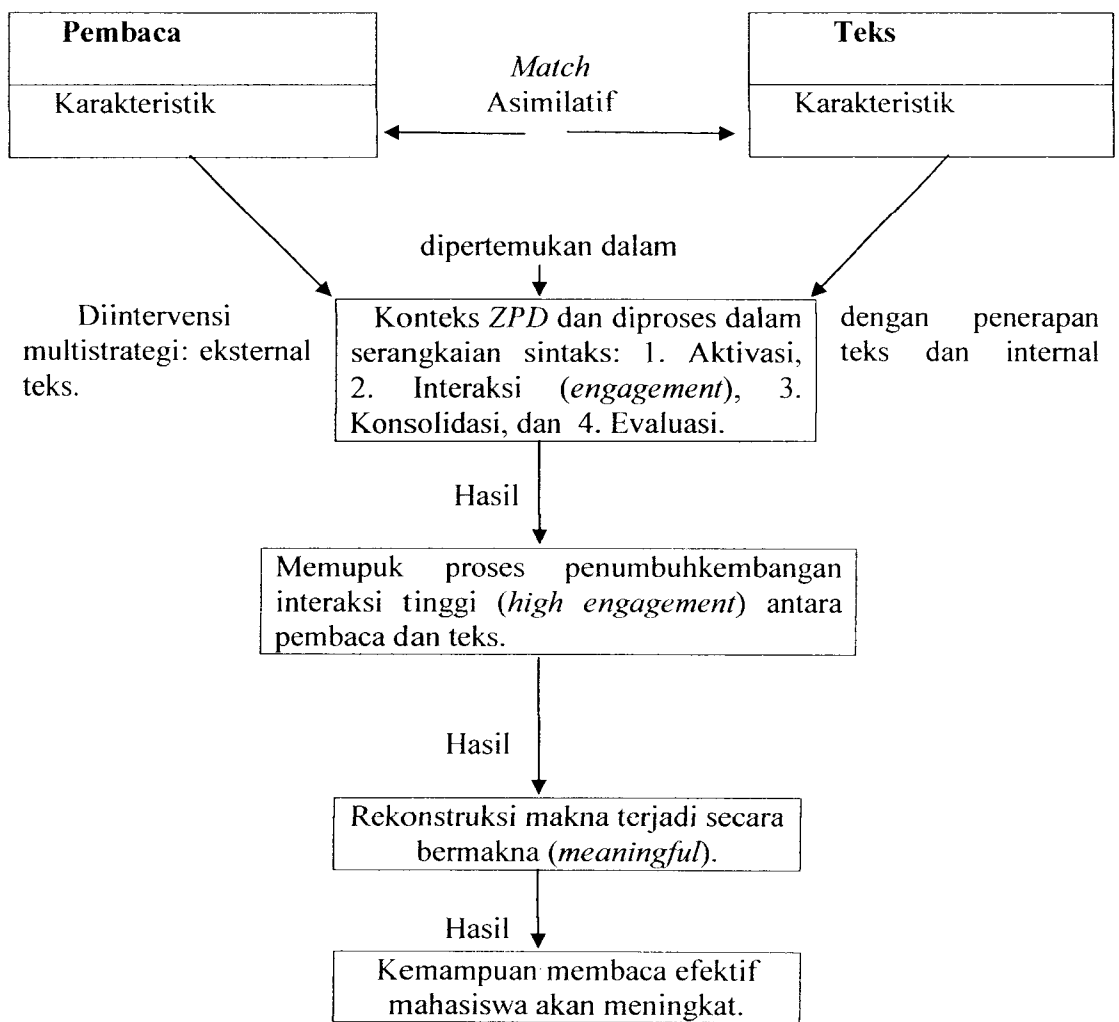 Pembaca
Karakteristik
Match
Asimilatif
Teks
Karakteristik
dipertemukan dalam
Diintervensi
multistrategi: eksternal
teks.
Konteks ZPD dan diproses dalam
serangkaian sintaks: 1. Aktivasi,
2. Interaksi (engagement), 3.
Konsolidasi, dan 4. Evaluasi.
dengan penerapan
teks dan internal
Hasil
Memupuk proses penumbuhkembangan
interaksi tinggi (high engagement) antara
pembaca dan teks.
Hasil
Rekonstruksi makna terjadi secara
bermakna (meaningful).
Hasil
Kemampuan membaca efektif
mahasiswa akan meningkat.